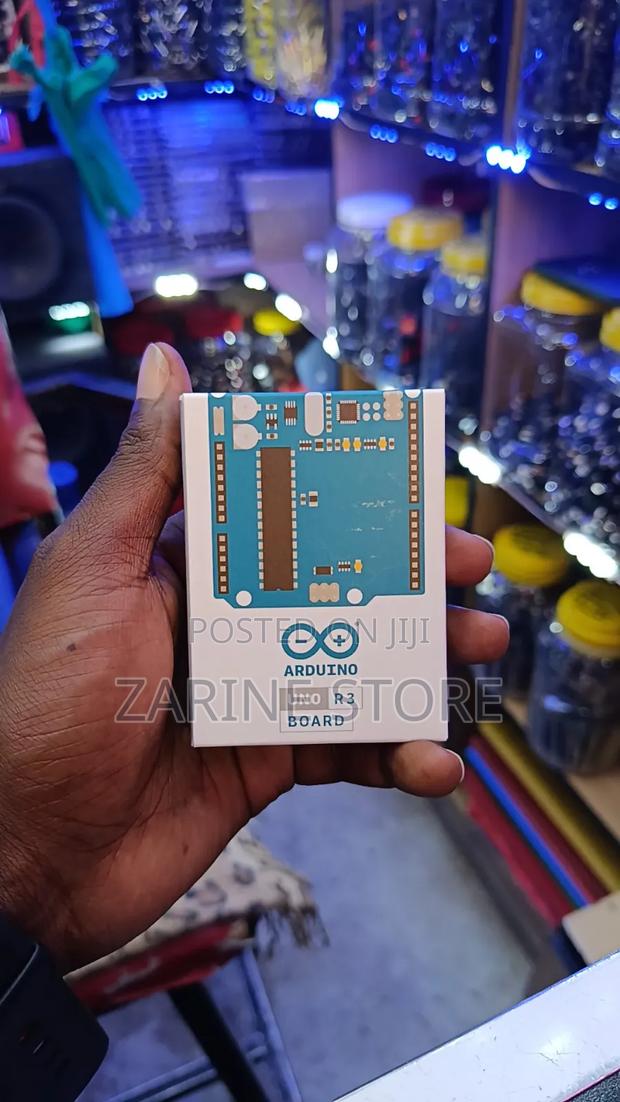 POSTED ON JIJI
ARDUINO
ZARINE STORE
UNO R3
BOARD